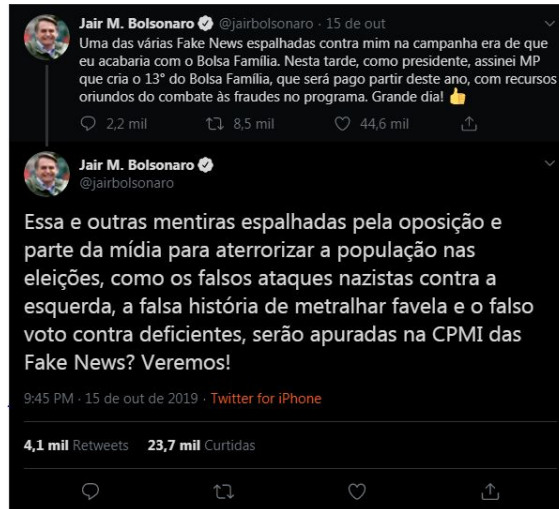 Jair M. Bolsonaro @jairbolsonaro · 15 de out
Uma das várias Fake News espalhadas contra mim na campanha era de que
eu acabaria com o Bolsa Família. Nesta tarde, como presidente, assinei MP
que cria o 13° do Bolsa Família, que será pago partir deste ano, com recursos
oriundos do combate às fraudes no programa. Grande dia! 👍
2,2 mil 8,5 mil 44,6 mil
Jair M. Bolsonaro
@jairbolsonaro
Essa e outras mentiras espalhadas pela oposição e
parte da mídia para aterrorizar a população nas
eleições, como os falsos ataques nazistas contra a
esquerda, a falsa história de metralhar favela e o falso
voto contra deficientes, serão apuradas na CPMI das
Fake News? Veremos!
9:45 PM · 15 de out de 2019 · Twitter for iPhone
4,1 mil Retweets 23,7 mil Curtidas